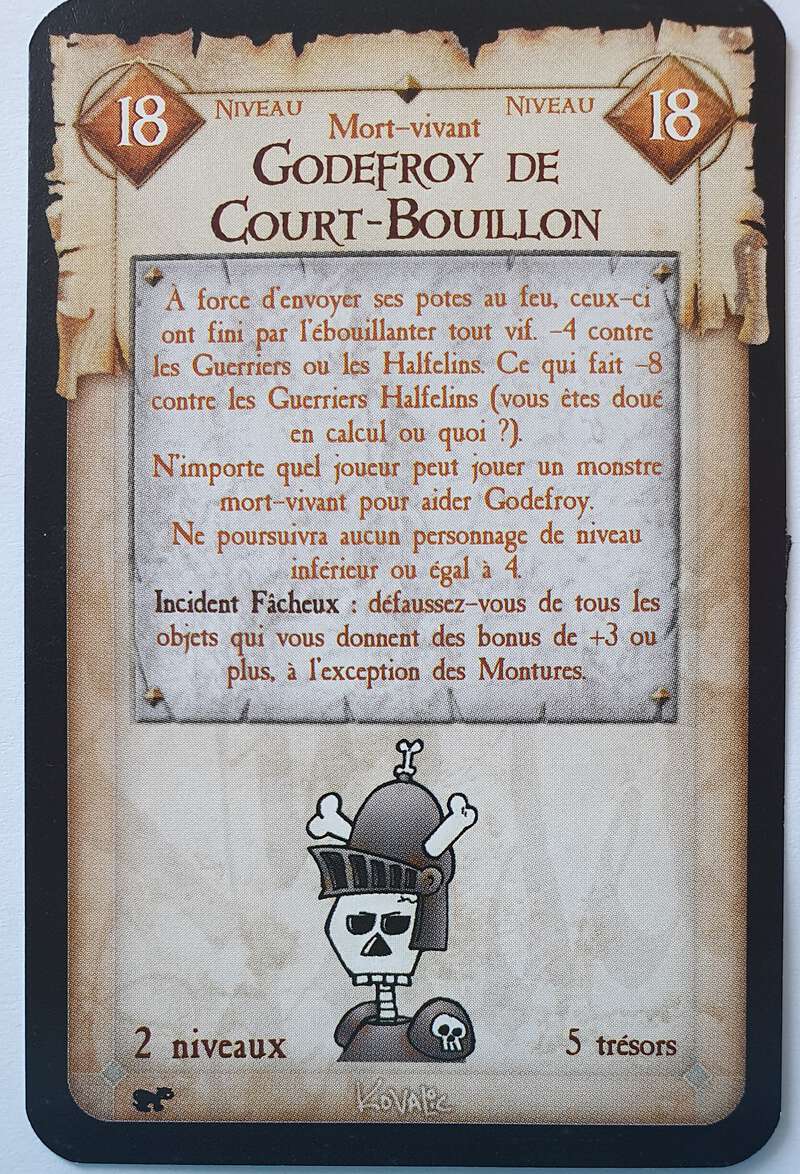 18 NIVEAU NIVEAU 18
Mort-vivant
GODEFROY DE
COURT-BOUILLON
À force d'envoyer ses potes au feu, ceux-ci
ont fini par l'ébouillanter tout vif. -4 contre
les Guerriers ou les Halfelins. Ce qui fait -8
contre les Guerriers Halfelins (vous êtes doué
en calcul ou quoi ?).
N'importe quel joueur peut jouer un monstre
mort-vivant pour aider Godefroy.
Ne poursuivra aucun personnage de niveau
inférieur ou égal à 4.
Incident Fâcheux : défaussez-vous de tous les
objets qui vous donnent des bonus de +3 ou
plus, à l'exception des Montures.
2 niveaux 5 trésors
KOVALIC